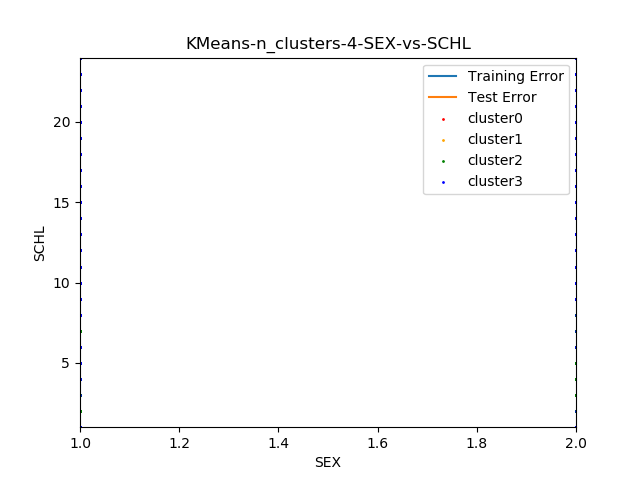 KMeans-n_clusters-4-SEX-vs-SCHL
Training Error
Test Error
cluster0
cluster1
cluster2
cluster3
20
15
10
5
SCHL
1.0 1.2 1.4 1.6 1.8 2.0
SEX